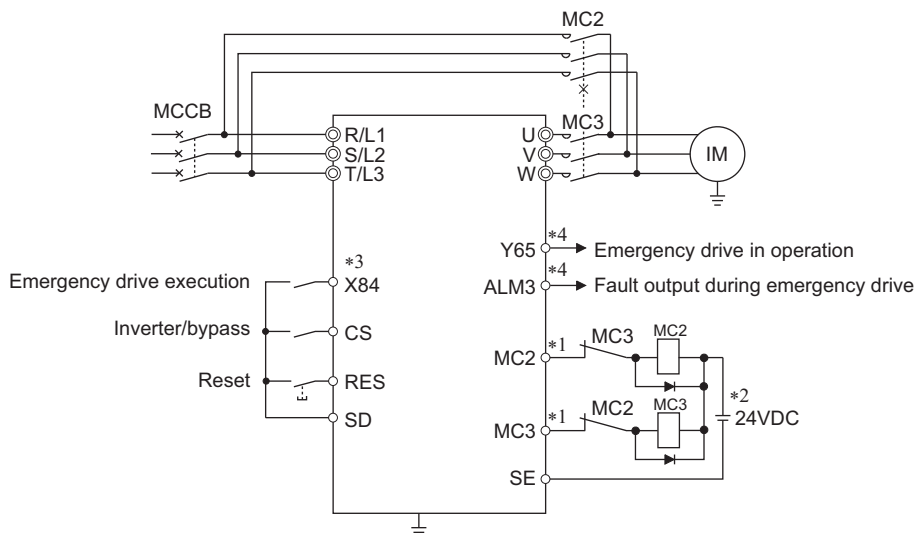 MC2
MCCB
R/L1
S/L2
T/L3
U
V
W
MC3
IM
*3
Emergency drive execution
X84
Inverter/bypass
CS
Reset
RES
SD
Y65
*4
Emergency drive in operation
ALM3
*4
Fault output during emergency drive
MC2
*1
MC3
MC2
MC3
*1
MC2
MC3
*2
24VDC
SE